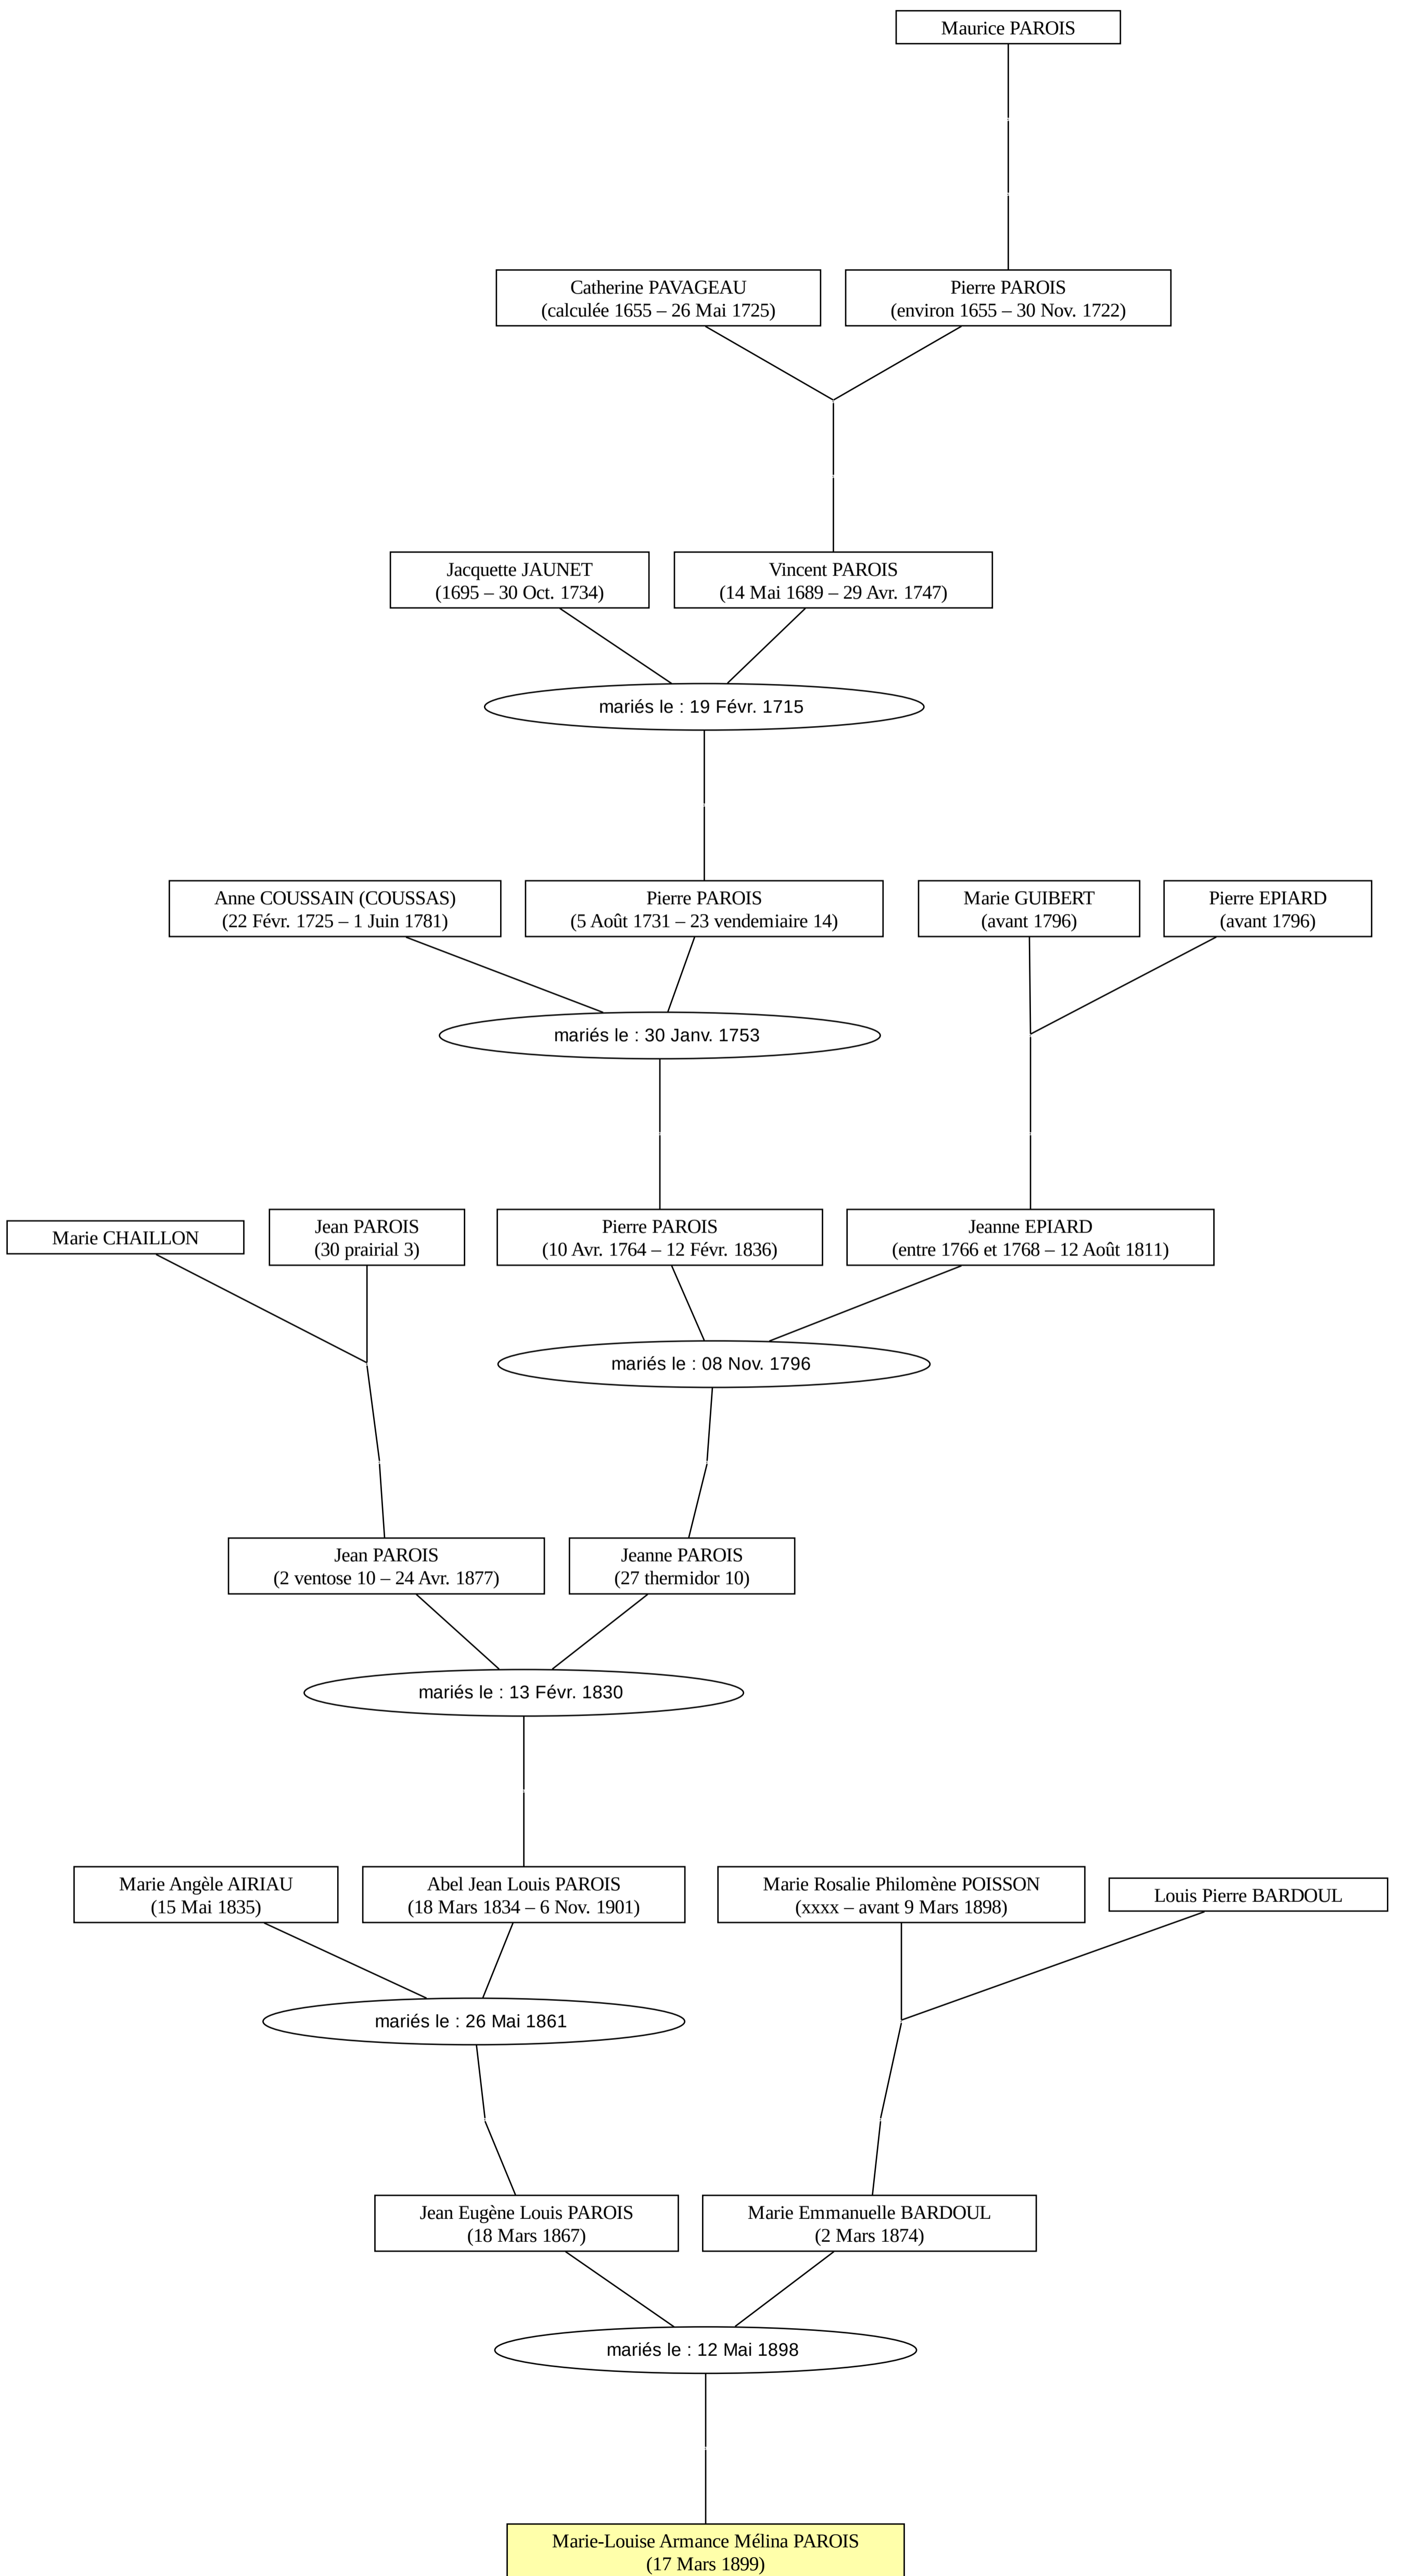 Maurice PAROIS
Catherine PAVAGEAU
(calculée 1655 – 26 Mai 1725)
Pierre PAROIS
(environ 1655 – 30 Nov. 1722)
Jacquette JAUNET
(1695 – 30 Oct. 1734)
Vincent PAROIS
(14 Mai 1689 – 29 Avr. 1747)
mariés le : 19 Févr. 1715
Anne COUSSAIN (COUSSAS)
(22 Févr. 1725 – 1 Juin 1781)
Pierre PAROIS
(5 Août 1731 – 23 vendemiaire 14)
Marie GUIBERT
(avant 1796)
Pierre EPIARD
(avant 1796)
mariés le : 30 Janv. 1753
Marie CHAILLON
Jean PAROIS
(30 prairial 3)
Pierre PAROIS
(10 Avr. 1764 – 12 Févr. 1836)
Jeanne EPIARD
(entre 1766 et 1768 – 12 Août 1811)
mariés le : 08 Nov. 1796
Jean PAROIS
(2 ventose 10 – 24 Avr. 1877)
Jeanne PAROIS
(27 thermidor 10)
mariés le : 13 Févr. 1830
Marie Angèle AIRIAU
(15 Mai 1835)
Abel Jean Louis PAROIS
(18 Mars 1834 – 6 Nov. 1901)
Marie Rosalie Philomène POISSON
(xxxx – avant 9 Mars 1898)
Louis Pierre BARDOUL
mariés le : 26 Mai 1861
Jean Eugène Louis PAROIS
(18 Mars 1867)
Marie Emmanuelle BARDOUL
(2 Mars 1874)
mariés le : 12 Mai 1898
Marie-Louise Armance Mélina PAROIS
(17 Mars 1899)